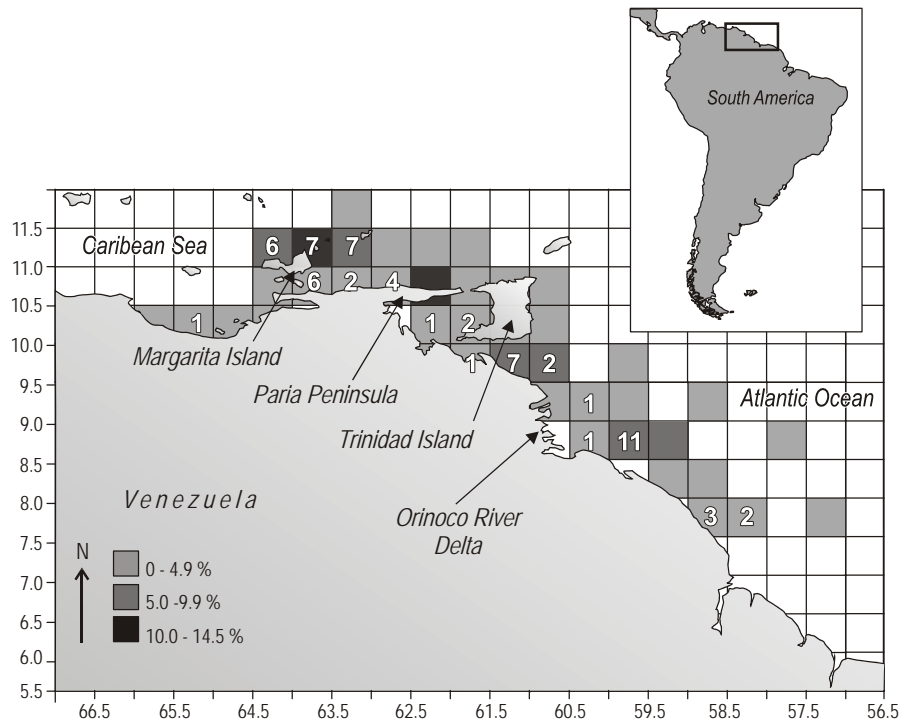 South America
11.5
6 7 7
Caribean Sea
11.0
6 2 4
10.5
1 1 2
10.0
Margarita Island
1 7 2
9.5
Paria Peninsula
1
Atlantic Ocean
9.0
Trinidad Island
1 11
8.5
Venezuela
8.0
Orinoco River
Delta
3 2
7.5
N
0 - 4.9 %
7.0
5.0 -9.9 %
6.5
10.0 - 14.5 %
6.0
5.5
66.5 65.5 64.5 63.5 62.5 61.5 60.5 59.5 58.5 57.5 56.5